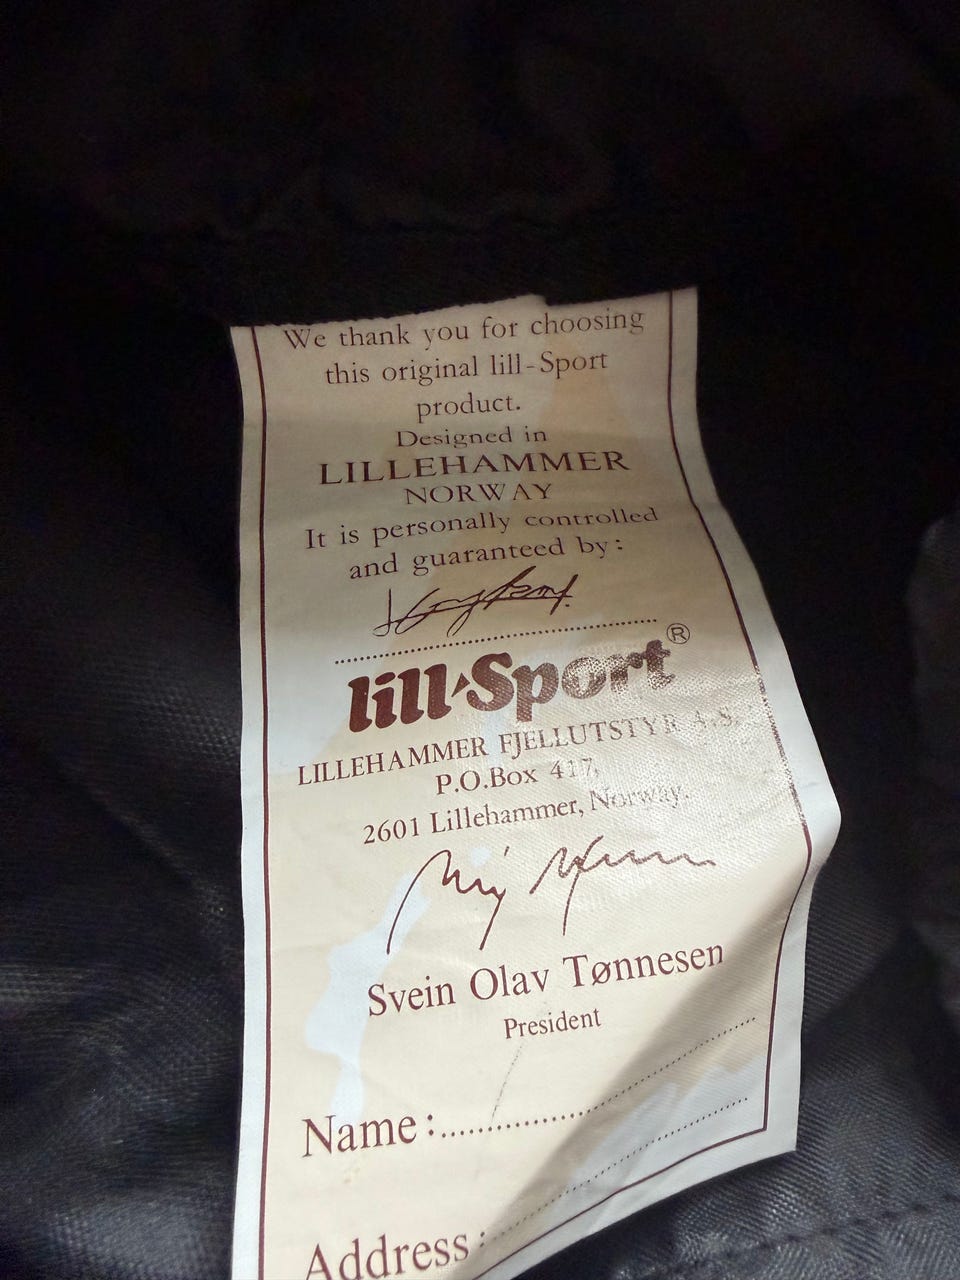 We thank you for choosing
this original lill-Sport
product.
Designed in
LILLEHAMMER
NORWAY
It is personally controlled
and guaranteed by:
lill-Sport®
LILLEHAMMER FJELLUTSTYR A.S.
P.O.Box 417,
2601 Lillehammer, Norway.
Svein Olav Tønnesen
President
Name:
Address: